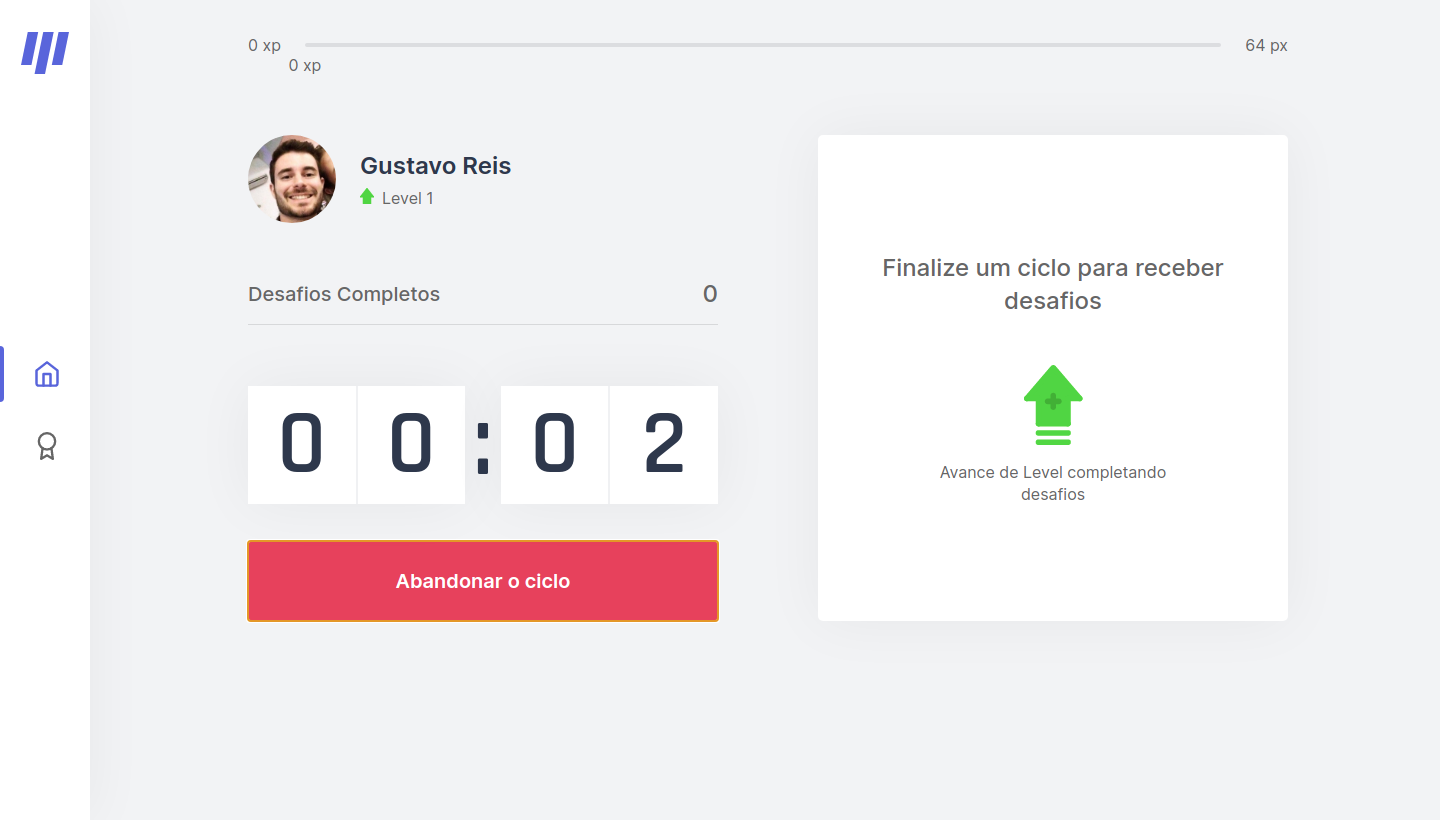 0 xp
64 px
0 xp
Gustavo Reis
Level 1
Desafios Completos
0
00:02
Abandonar o ciclo
Finalize um ciclo para receber
desafios
Avance de Level completando
desafios